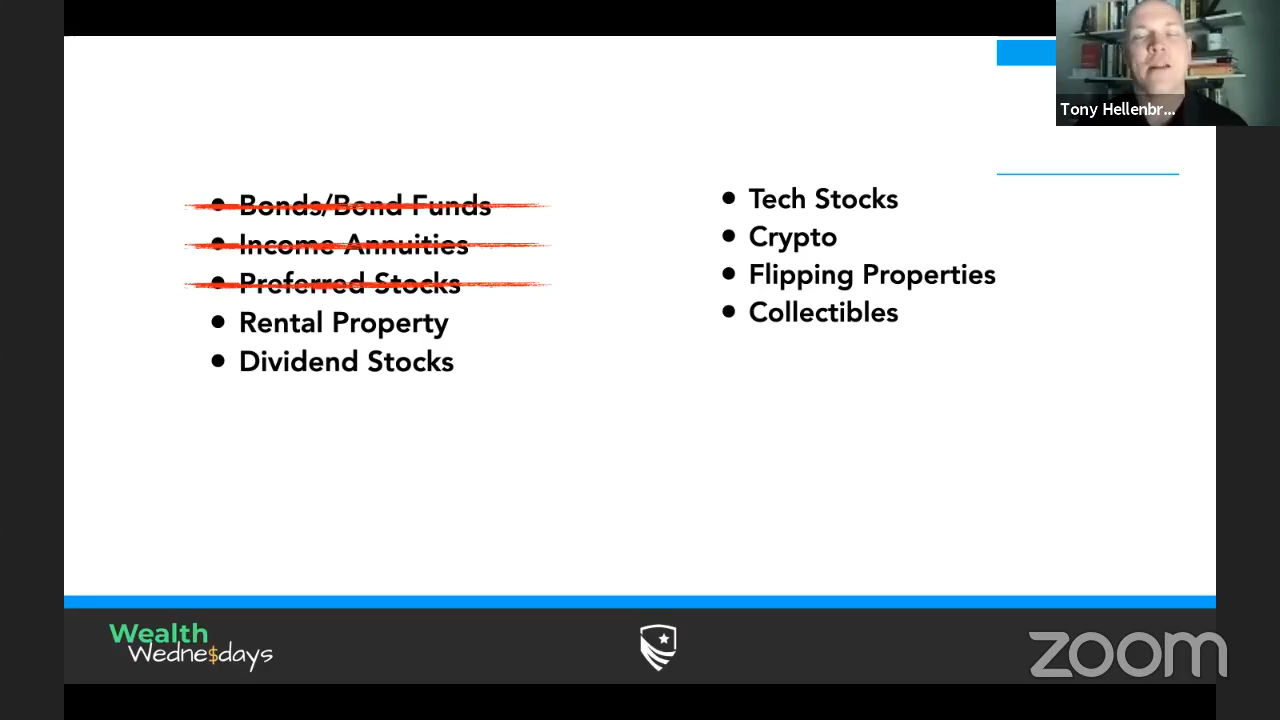 Tony Hellenbr...
• Bonds/Bond Funds
• Income Annuities
• Preferred Stocks
• Rental Property
• Dividend Stocks
• Tech Stocks
• Crypto
• Flipping Properties
• Collectibles
Wealth
Wedne$days
zoom